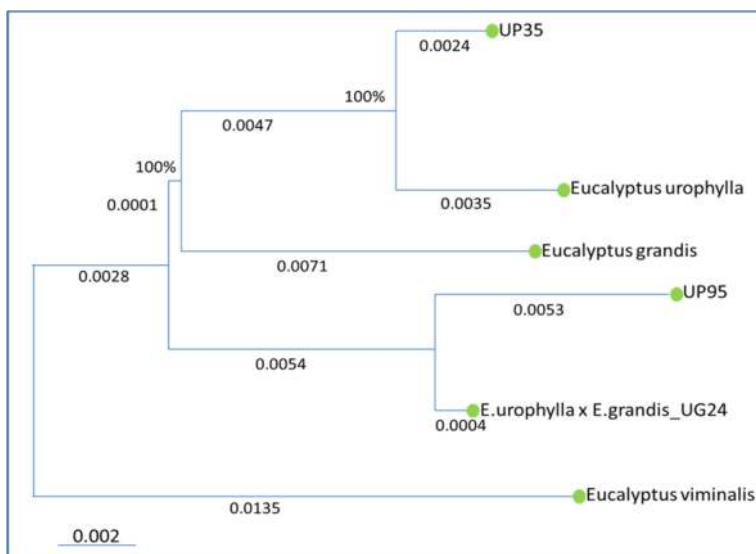 UP35
0.0024
100%
0.0047
100%
0.0001
Eucalyptus urophylla
0.0035
Eucalyptus grandis
0.0071
0.0028
UP95
0.0053
0.0054
E.urophylla x E.grandis_UG24
0.0004
Eucalyptus viminalis
0.0135
0.002